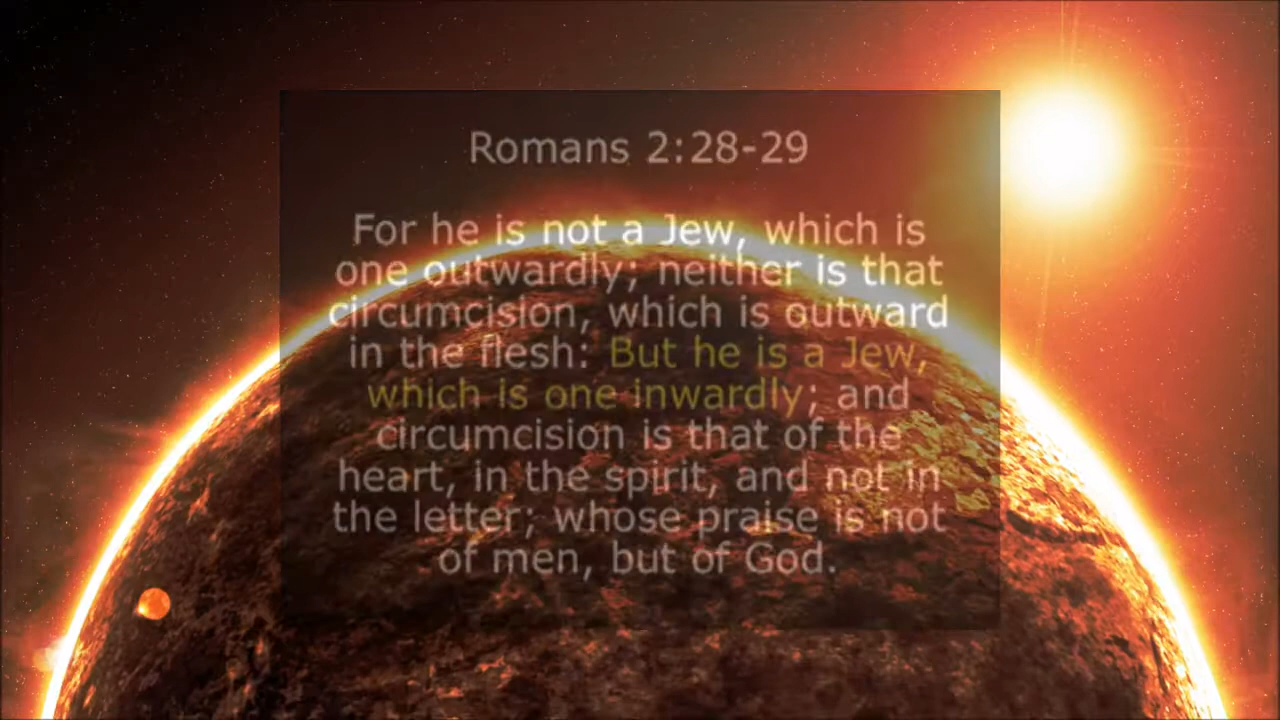 Romans 2:28-29
For he is not a Jew, which is
one outwardly; neither is that
circumcision, which is outward
in the flesh: But he is a Jew,
which is one inwardly; and
circumcision is that of the
heart, in the spirit, and not in
the letter; whose praise is not
of men, but of God.